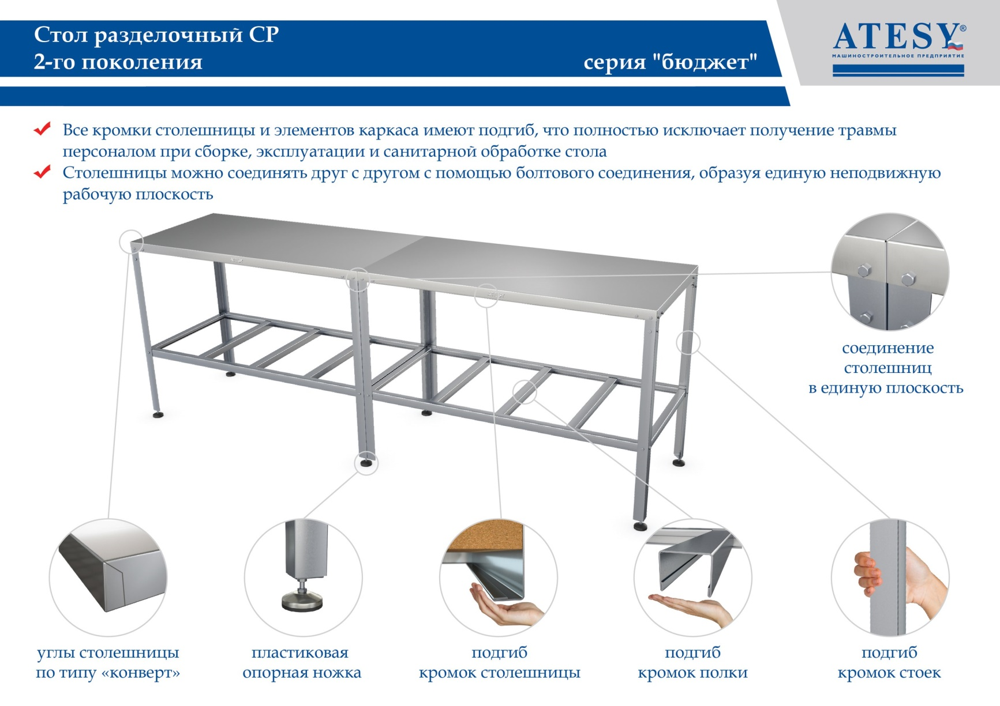 Стол разделочный СР
2-го поколения
серия "бюджет"
ATESY®
МАШИНОСТРОИТЕЛЬНОЕ ПРЕДПРИЯТИЕ
Все кромки столешницы и элементов каркаса имеют подгиб, что полностью исключает получение травмы
персоналом при сборке, эксплуатации и санитарной обработке стола
Столешницы можно соединять друг с другом с помощью болтового соединения, образуя единую неподвижную
рабочую плоскость
ATESY
ATESY
соединение
столешниц
в единую плоскость
углы столешницы
по типу «конверт»
пластиковая
опорная ножка
подгиб
кромок столешницы
подгиб
кромок полки
подгиб
кромок стоек